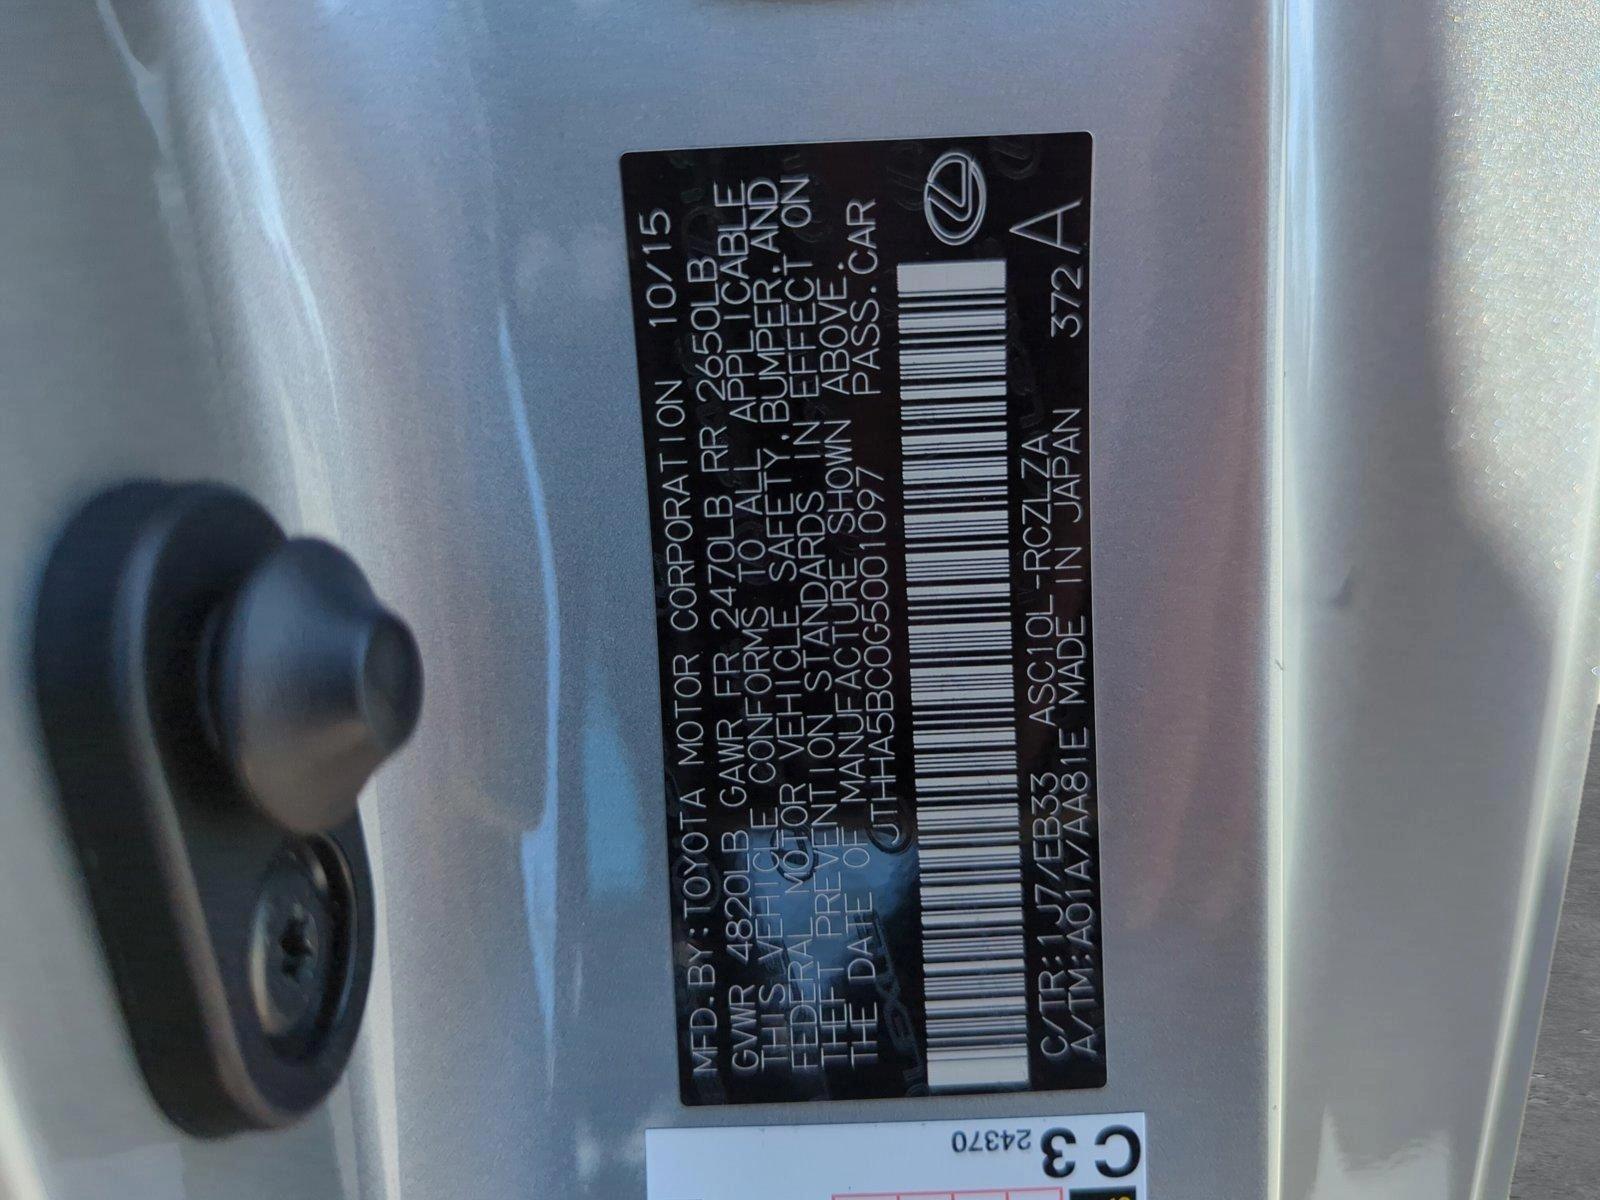 MFD.BY:TOYOTA MOTOR CORPORATION 10/15
GVWR 4820LB GAWR FR 2470LB RR 2650LB
THIS VEHICLE CONFORMS TO ALL APPLICABLE
FEDERAL MOTOR VEHICLE SAFETY,BUMPER,AND
THEFT PREVENTION STANDARDS IN EFFECT ON
THE DATE OF MANUFACTURE SHOWN ABOVE.
JTHHA5BC0G5001097 PASS.CAR
C/TR:1J7/EB33 ASC10L-RCZLZA
A/TM:A01A/AA81E MADE IN JAPAN 372 A
C 3
24370